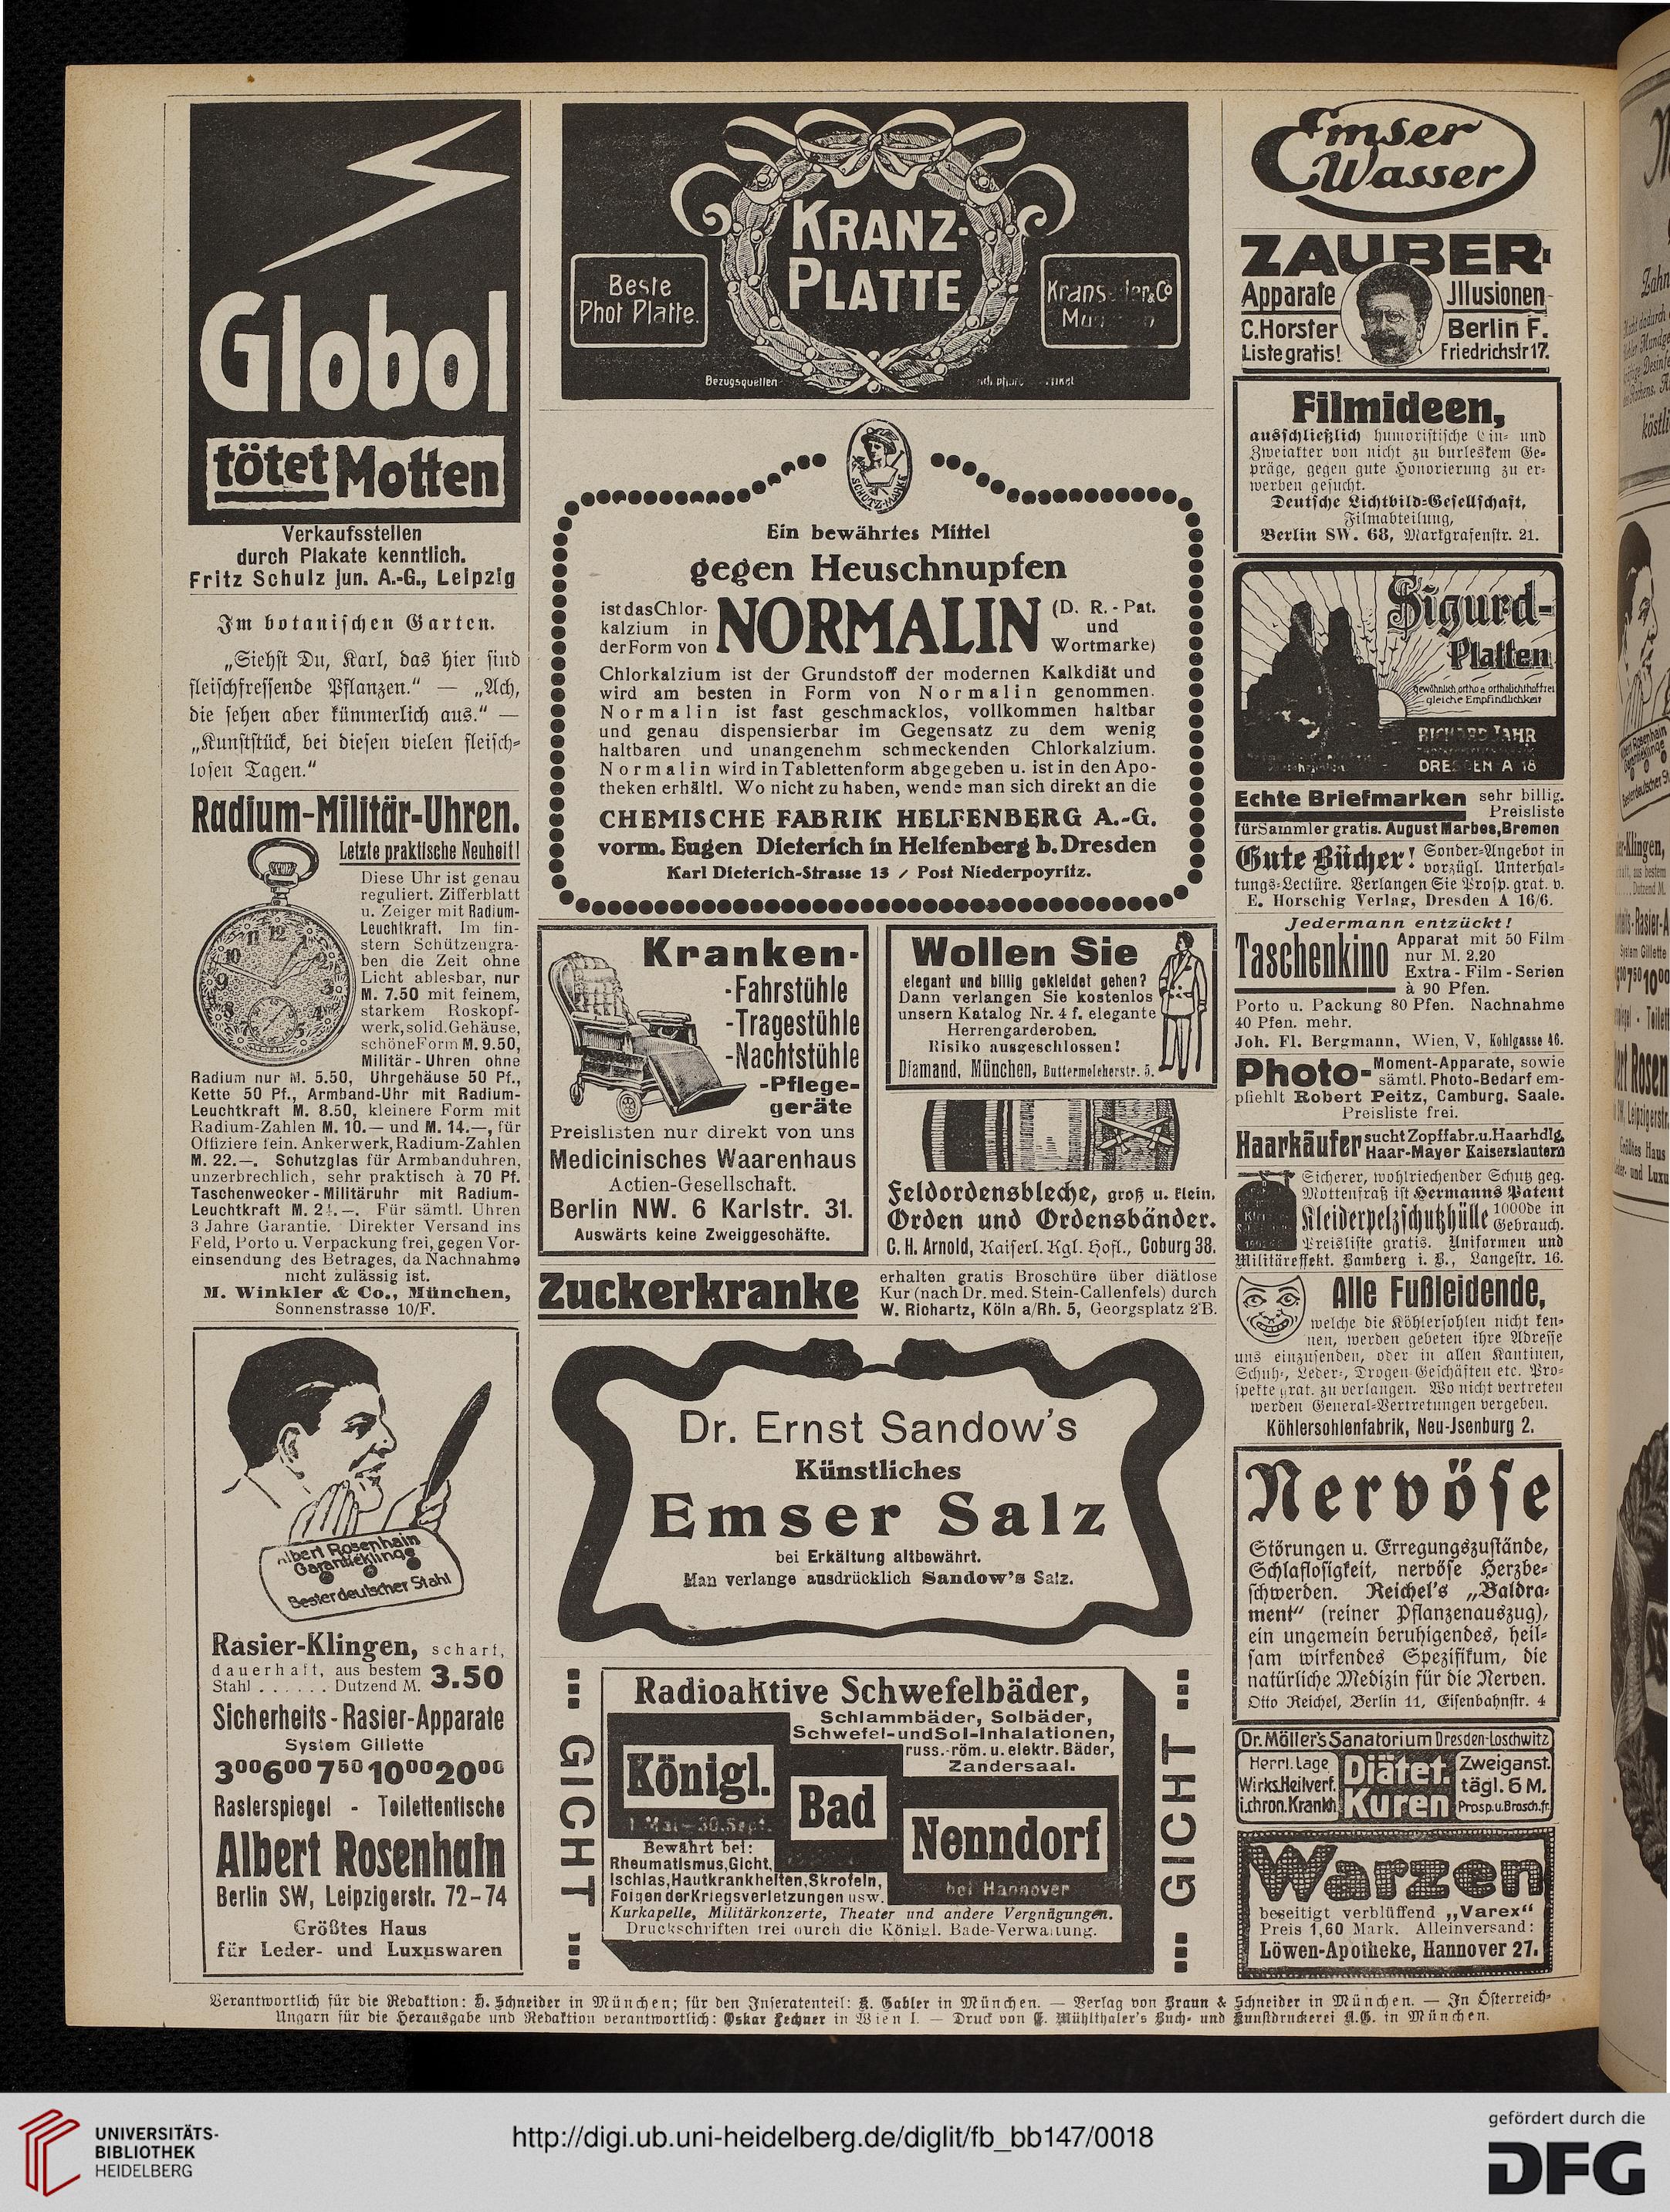 Globol
tötet Motten
Verkaufsstellen
durch Plakate kenntlich.
Fritz Schulz jun. A.-G., Leipzig
Im botanischen Garten.
„Siehst Du, Karl, das hier sind
fleischfressende Pflanzen.“ — „Ach,
die sehen aber kümmerlich aus.“ —
„Kunststück, bei diesen vielen fleisch-
losen Tagen.“
Radium-Militär-Uhren.
Letzte praktische Neuheit!
Diese Uhr ist genau
reguliert. Zifferblatt
u. Zeiger mit Radium-
Leuchtkraft. Im fin-
stern Schützengra-
ben die Zeit ohne
Licht ablesbar, nur
M. 7.50 mit feinem,
starkem Roskopf-
werk, solid. Gehäuse,
schöne Form M. 9.50,
Militär-Uhren ohne
Radium nur M. 5.50, Uhrgehäuse 50 Pf.,
Kette 50 Pf., Armband-Uhr mit Radium-
Leuchtkraft M. 8.50, kleinere Form mit
Radium-Zahlen M. 10.— und M. 14.—, für
Offiziere fein. Ankerwerk, Radium-Zahlen
M. 22.—. Schutzglas für Armbanduhren,
unzerbrechlich, sehr praktisch à 70 Pf.
Taschenwecker-Militäruhr mit Radium-
Leuchtkraft M. 24.—. Für sämtl. Uhren
3 Jahre Garantie. Direkter Versand ins
Feld, Porto u. Verpackung frei, gegen Vor-
einsendung des Betrages, da Nachnahme
nicht zulässig ist.
M. Winkler & Co., München,
Sonnenstrasse 10/F.
Albert Rosenhain
Garantieklinge
Bester deutscher Stahl
Rasier-Klingen, scharf,
dauerhaft, aus bestem
Stahl . . . . . . Dutzend M. 3.50
Sicherheits-Rasier-Apparate
System Gillette
3⁰⁰ 6⁰⁰ 7⁵⁰ 10⁰⁰ 20⁰⁰
Rasierspiegel - Toilettentische
Albert Rosenhain
Berlin SW, Leipzigerstr. 72-74
Größtes Haus
für Leder- und Luxuswaren
KRANZ-
PLATTE
Beste
Phot Platte.
Bezugsquellen
SCHUTZ-MARKE
Ein bewährtes Mittel
gegen Heuschnupfen
ist das Chlor-
kalzium in
der Form von NORMALIN (D. R.-Pat.
und
Wortmarke)
Chlorkalzium ist der Grundstoff der modernen Kalkdiät und
wird am besten in Form von Normalin genommen.
Normalin ist fast geschmacklos, vollkommen haltbar
und genau dispensierbar im Gegensatz zu dem wenig
haltbaren und unangenehm schmeckenden Chlorkalzium.
Normalin wird in Tablettenform abgegeben u. ist in den Apo-
theken erhältl. Wo nicht zu haben, wende man sich direkt an die
CHEMISCHE FABRIK HELFENBERG A.-G.
vorm. Eugen Dieterich in Helfenberg b. Dresden
Karl Dieterich-Strasse 13 / Post Niederpoyritz.
Kranken-
-Fahrstühle
-Tragestühle
-Nachtstühle
-Pflege-
geräte
Preislisten nur direkt von uns
Medicinisches Waarenhaus
Actien-Gesellschaft.
Berlin NW. 6 Karlstr. 31.
Auswärts keine Zweiggeschäfte.
Wollen Sie
elegant und billig gekleidet gehen?
Dann verlangen Sie kostenlos
unsern Katalog Nr. 4 f. elegante
Herrengarderoben.
Risiko ausgeschlossen!
Diamand, München, Buttermelcherstr. 5.
Feldordensbleche, groß u. klein,
Orden und Ordensbänder.
C. H. Arnold, Kaiserl. Kgl. Hofl., Coburg 38.
Zuckerkranke
erhalten gratis Broschüre über diätlose
Kur (nach Dr. med. Stein-Callenfels) durch
W. Richartz, Köln a/Rh. 5, Georgsplatz 2 B.
Dr. Ernst Sandow's
Künstliches
Emser Salz
bei Erkältung altbewährt.
Man verlange ausdrücklich Sandow's Salz.
GICHT
Radioaktive Schwefelbäder,
Schlammbäder, Solbäder,
Schwefel- und Sol-Inhalationen,
russ.-röm. u. elektr. Bäder,
Zandersaal.
Königl.
Bad
Nenndorf
1. Mai — 30. Sept.
bei Hannover
Bewährt bei:
Rheumatismus, Gicht,
Ischias, Hautkrankheiten, Skrofeln,
Folgen der Kriegsverletzungen usw.
Kurkapelle, Militärkonzerte, Theater und andere Vergnügungen.
Druckschriften frei durch die Königl. Bade-Verwaltung.
GICHT
Emser
Wasser
ZAUBER-
Apparate Jllusionen-
C. Horster Berlin F.
Liste gratis! Friedrichstr 17.
Filmideen,
ausschließlich humoristische Ein- und
Zweiakter von nicht zu burleskem Ge-
präge, gegen gute Honorierung zu er-
werben gesucht.
Deutsche Lichtbild-Gesellschaft,
Filmabteilung,
Berlin SW. 68, Markgrafenstr. 21.
Sigurd-
Platten
gewöhnlich, ortho u. ortholichthoffrei
gleiche Empfindlichkeit
RICHARD JAHR
DRESDEN A 18
Echte Briefmarken sehr billig.
Preisliste
für Sammler gratis. August Marbes, Bremen
Gute Bücher! Sonder-Angebot in
vorzügl. Unterhal-
tungs-Lectüre. Verlangen Sie Prosp. grat. v.
E. Horschig Verlag, Dresden A 16/6.
Jedermann entzückt!
Taschenkino Apparat mit 50 Film
nur M. 2.20
Extra-Film-Serien
à 90 Pfen.
Porto u. Packung 80 Pfen. Nachnahme
40 Pfen. mehr.
Joh. Fl. Bergmann, Wien, V, Kohlgasse 46.
Photo- Moment-Apparate, sowie
sämtl. Photo-Bedarf em-
pfiehlt Robert Peitz, Camburg. Saale.
Preisliste frei.
Haarkäufer sucht Zopffabr. u. Haarhdlg.
Haar-Mayer Kaiserslautern
Sicherer, wohlriechender Schutz geg.
Mottenfraß ist Hermanns Patent
Kleiderpelzschutzhülle 1000de in
Gebrauch.
Preisliste gratis. Uniformen und
Militäreffekt. Bamberg i. B., Langestr. 16.
Alle Fußleidende,
welche die Köhlersohlen nicht ken-
nen, werden gebeten ihre Adresse
uns einzusenden, oder in allen Kantinen,
Schuh-, Leder-, Drogen-Geschäften etc. Pro-
spekte grat. zu verlangen. Wo nicht vertreten
werden General-Vertretungen vergeben.
Köhlersohlenfabrik, Neu-Jsenburg 2.
Nervöse
Störungen u. Erregungszustände,
Schlaflosigkeit, nervöse Herzbe-
schwerden. Reichel's „Baldra-
ment“ (reiner Pflanzenauszug),
ein ungemein beruhigendes, heil-
sam wirkendes Spezifikum, die
natürliche Medizin für die Nerven.
Otto Reichel, Berlin 11, Eisenbahnstr. 4
Dr. Möller's Sanatorium Dresden-Loschwitz
Herrl. Lage
Wirks. Heilverf.
i. chron. Krankh.
Diätet.
Kuren
Zweiganst.
tägl. 6 M.
Prosp. u. Brosch. fr.
Warzen
beseitigt verblüffend „Varex“
Preis 1,60 Mark. Alleinversand:
Löwen-Apotheke, Hannover 27.
Verantwortlich für die Redaktion: H. Schneider in München; für den Inseratenteil: K. Gabler in München. — Verlag von Braun & Schneider in München. — In Österreich-
Ungarn für die Herausgabe und Redaktion verantwortlich: Oskar Fechner in Wien I. — Druck von E. Mühlthaler's Buch- und Kunstdruckerei A.G. in München.
UNIVERSITÄTS-
BIBLIOTHEK
HEIDELBERG
http://digi.ub.uni-heidelberg.de/diglit/fb_bb147/0018
gefördert durch die
DFG